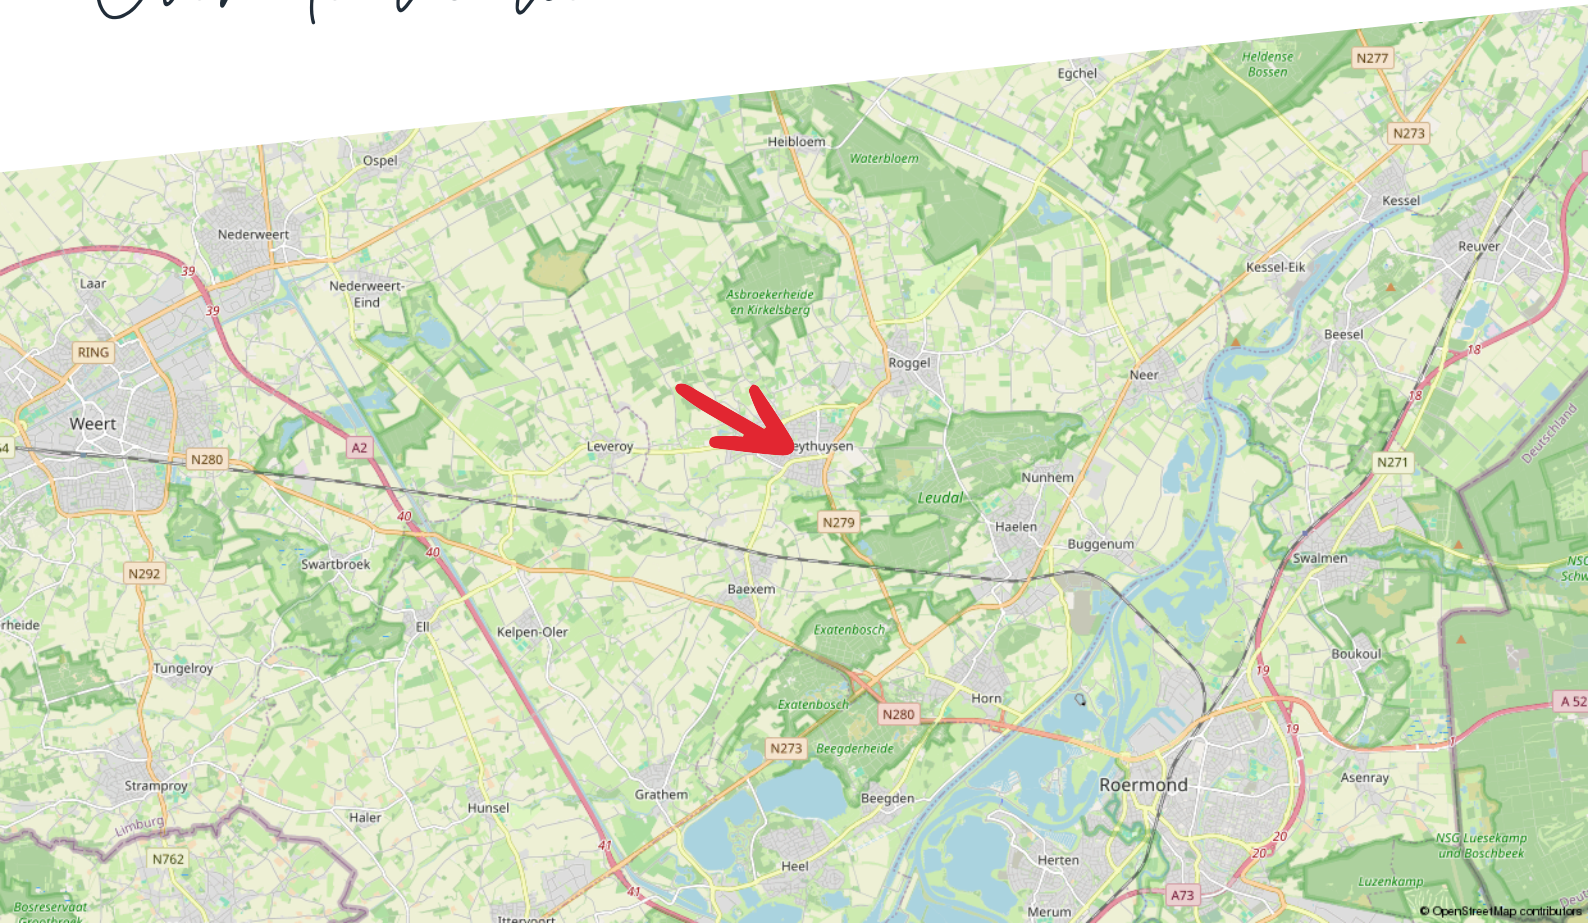 N277
Heldense
Bossen
Egchel
N273
Heibloem
Waterbloem
Ospel
Kessel
Nederweert
Reuver
39
Kessel-Eik
Laar
Nederweert-
Eind
Asbroekerheide
en Kirkelsberg
39
Beesel
RING
18
Roggel
Neer
18
Weert
Deutschland
A2
Leveroy
eythuysen
64
N280
N271
Nunhem
Leudal
40
N279
Haelen
40
Buggenum
Swartbroek
Swalmen
N292
Baexem
Ell
Kelpen-Oler
Exatenbosch
Boukoul
Tungelroy
19
Horn
Exatenbosch
A 52
N280
19
1
N273
Beegderheide
Asenray
Roermond
Stramproy
Grathem
Beegden
Hunsel
Haler
Limburg
20
NSG Luesekamp
und Boschbeek
41
20
N762
Herten
Heel
Luzenkamp
41
A73
Bosreservaat
Grootbroek
Merum
Ittervoort
© OpenStreetMap contributors